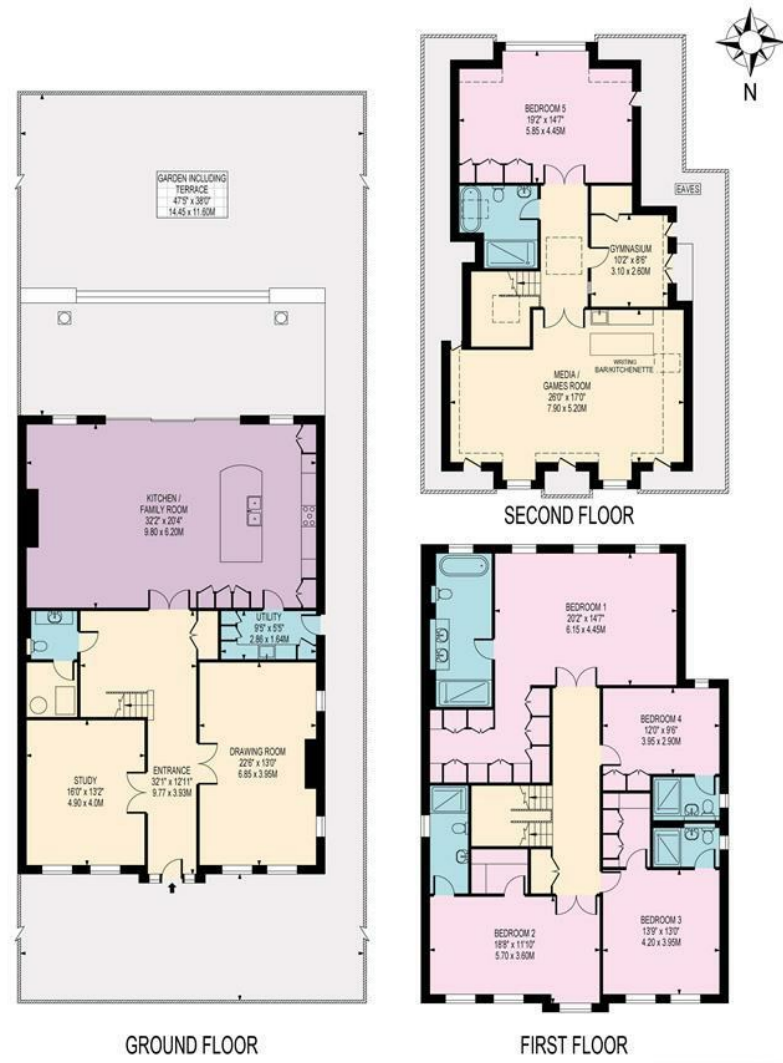 N
GARDEN INCLUDING
TERRACE
47'5" x 38'0"
14.45 x 11.60M
KITCHEN /
FAMILY ROOM
32'2" x 20'4"
9.80 x 6.20M
UTILITY
9'5" x 5'5"
2.86 x 1.64M
DRAWING ROOM
22'6" x 13'0"
6.85 x 3.95M
STUDY
16'0" x 13'2"
4.90 x 4.0M
ENTRANCE
32'1" x 12'11"
9.77 x 3.93M
GROUND FLOOR
BEDROOM 5
19'2" x 14'7"
5.85 x 4.45M
EAVES
GYMNASIUM
10'2" x 8'6"
3.10 x 2.60M
WRITING
BAR/KITCHENETTE
MEDIA /
GAMES ROOM
26'0" x 17'0"
7.90 x 5.20M
SECOND FLOOR
BEDROOM 1
20'2" x 14'7"
6.15 x 4.45M
BEDROOM 4
12'0" x 9'6"
3.95 x 2.90M
BEDROOM 3
13'9" x 13'0"
4.20 x 3.95M
BEDROOM 2
18'8" x 11'10"
5.70 x 3.60M
FIRST FLOOR